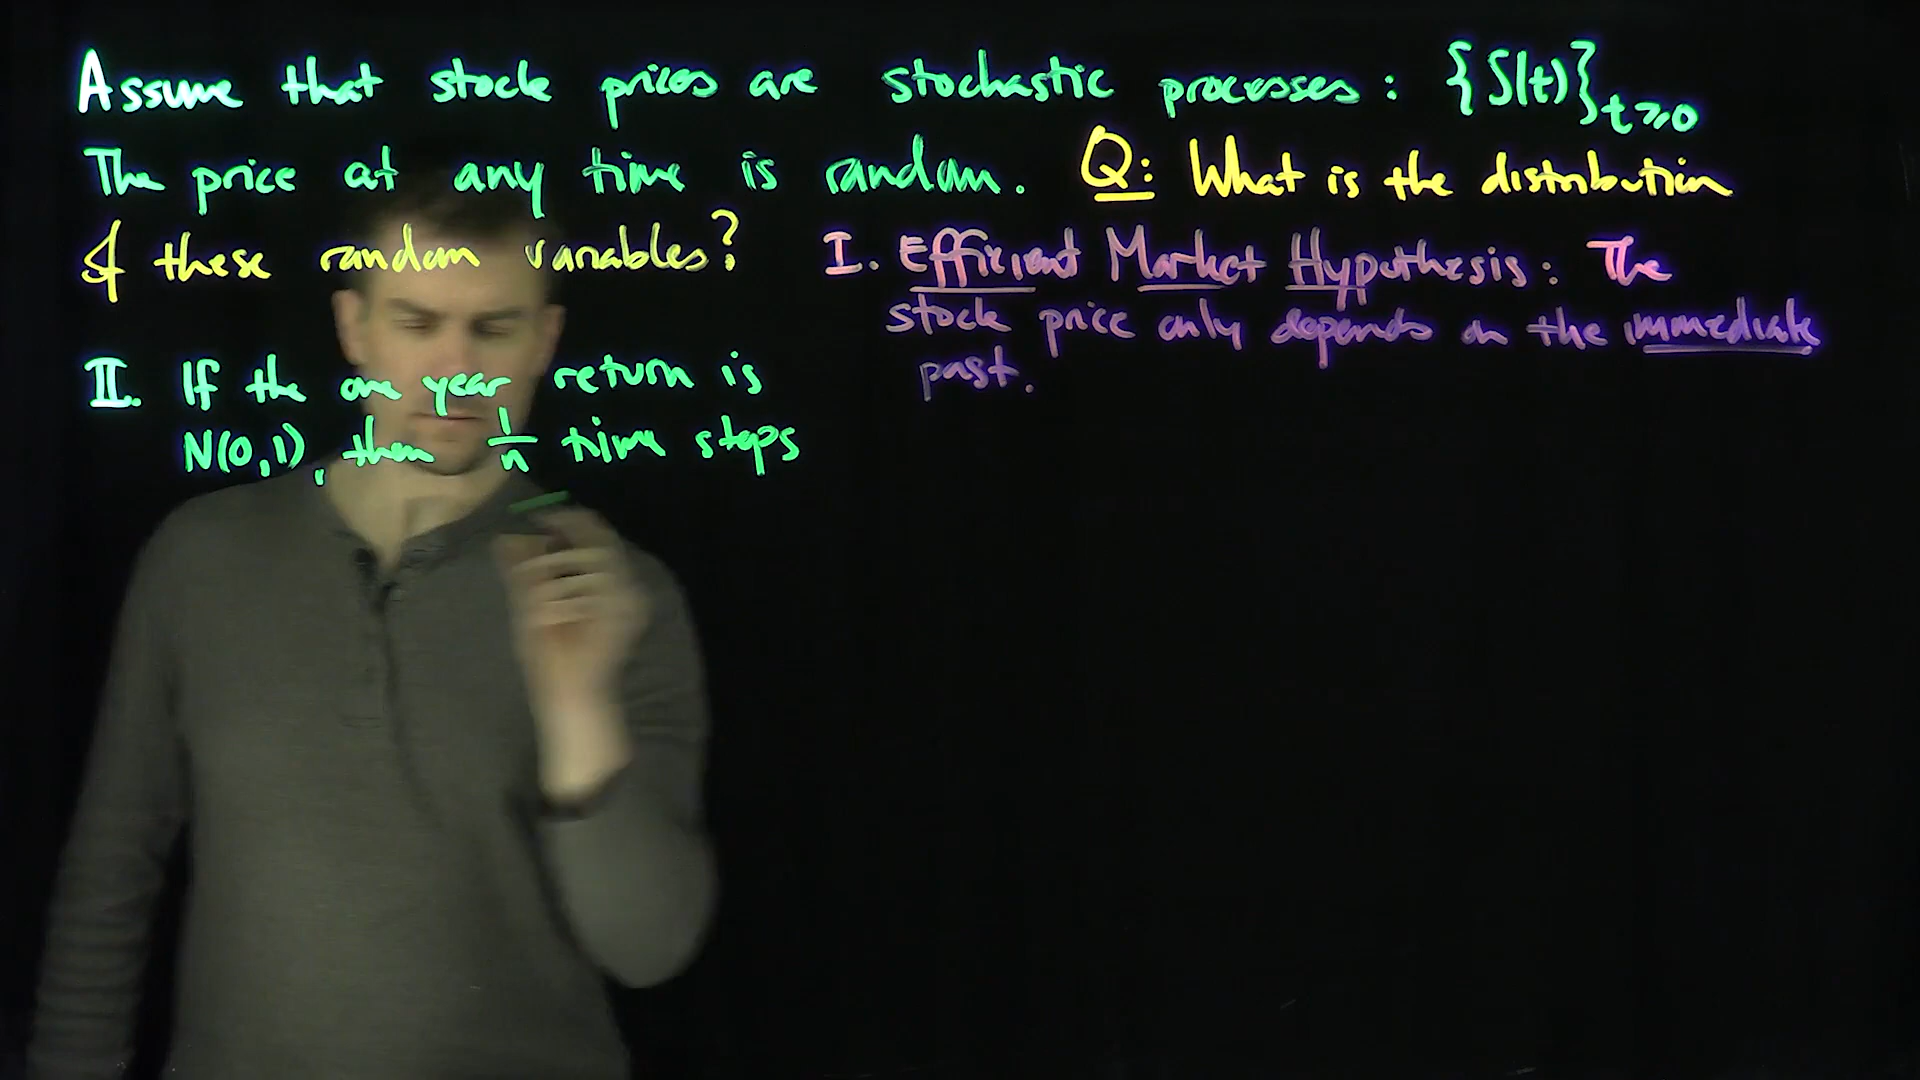 Assume that stock prices are stochastic processes: {S(t)}_{t≥0}
The price at any time is random. Q: What is the distribution
of these random variables? I. Efficient Market Hypothesis: The
stock price only depends on the immediate
past.
II. If the one year return is
N(0,1), then 1/n time steps